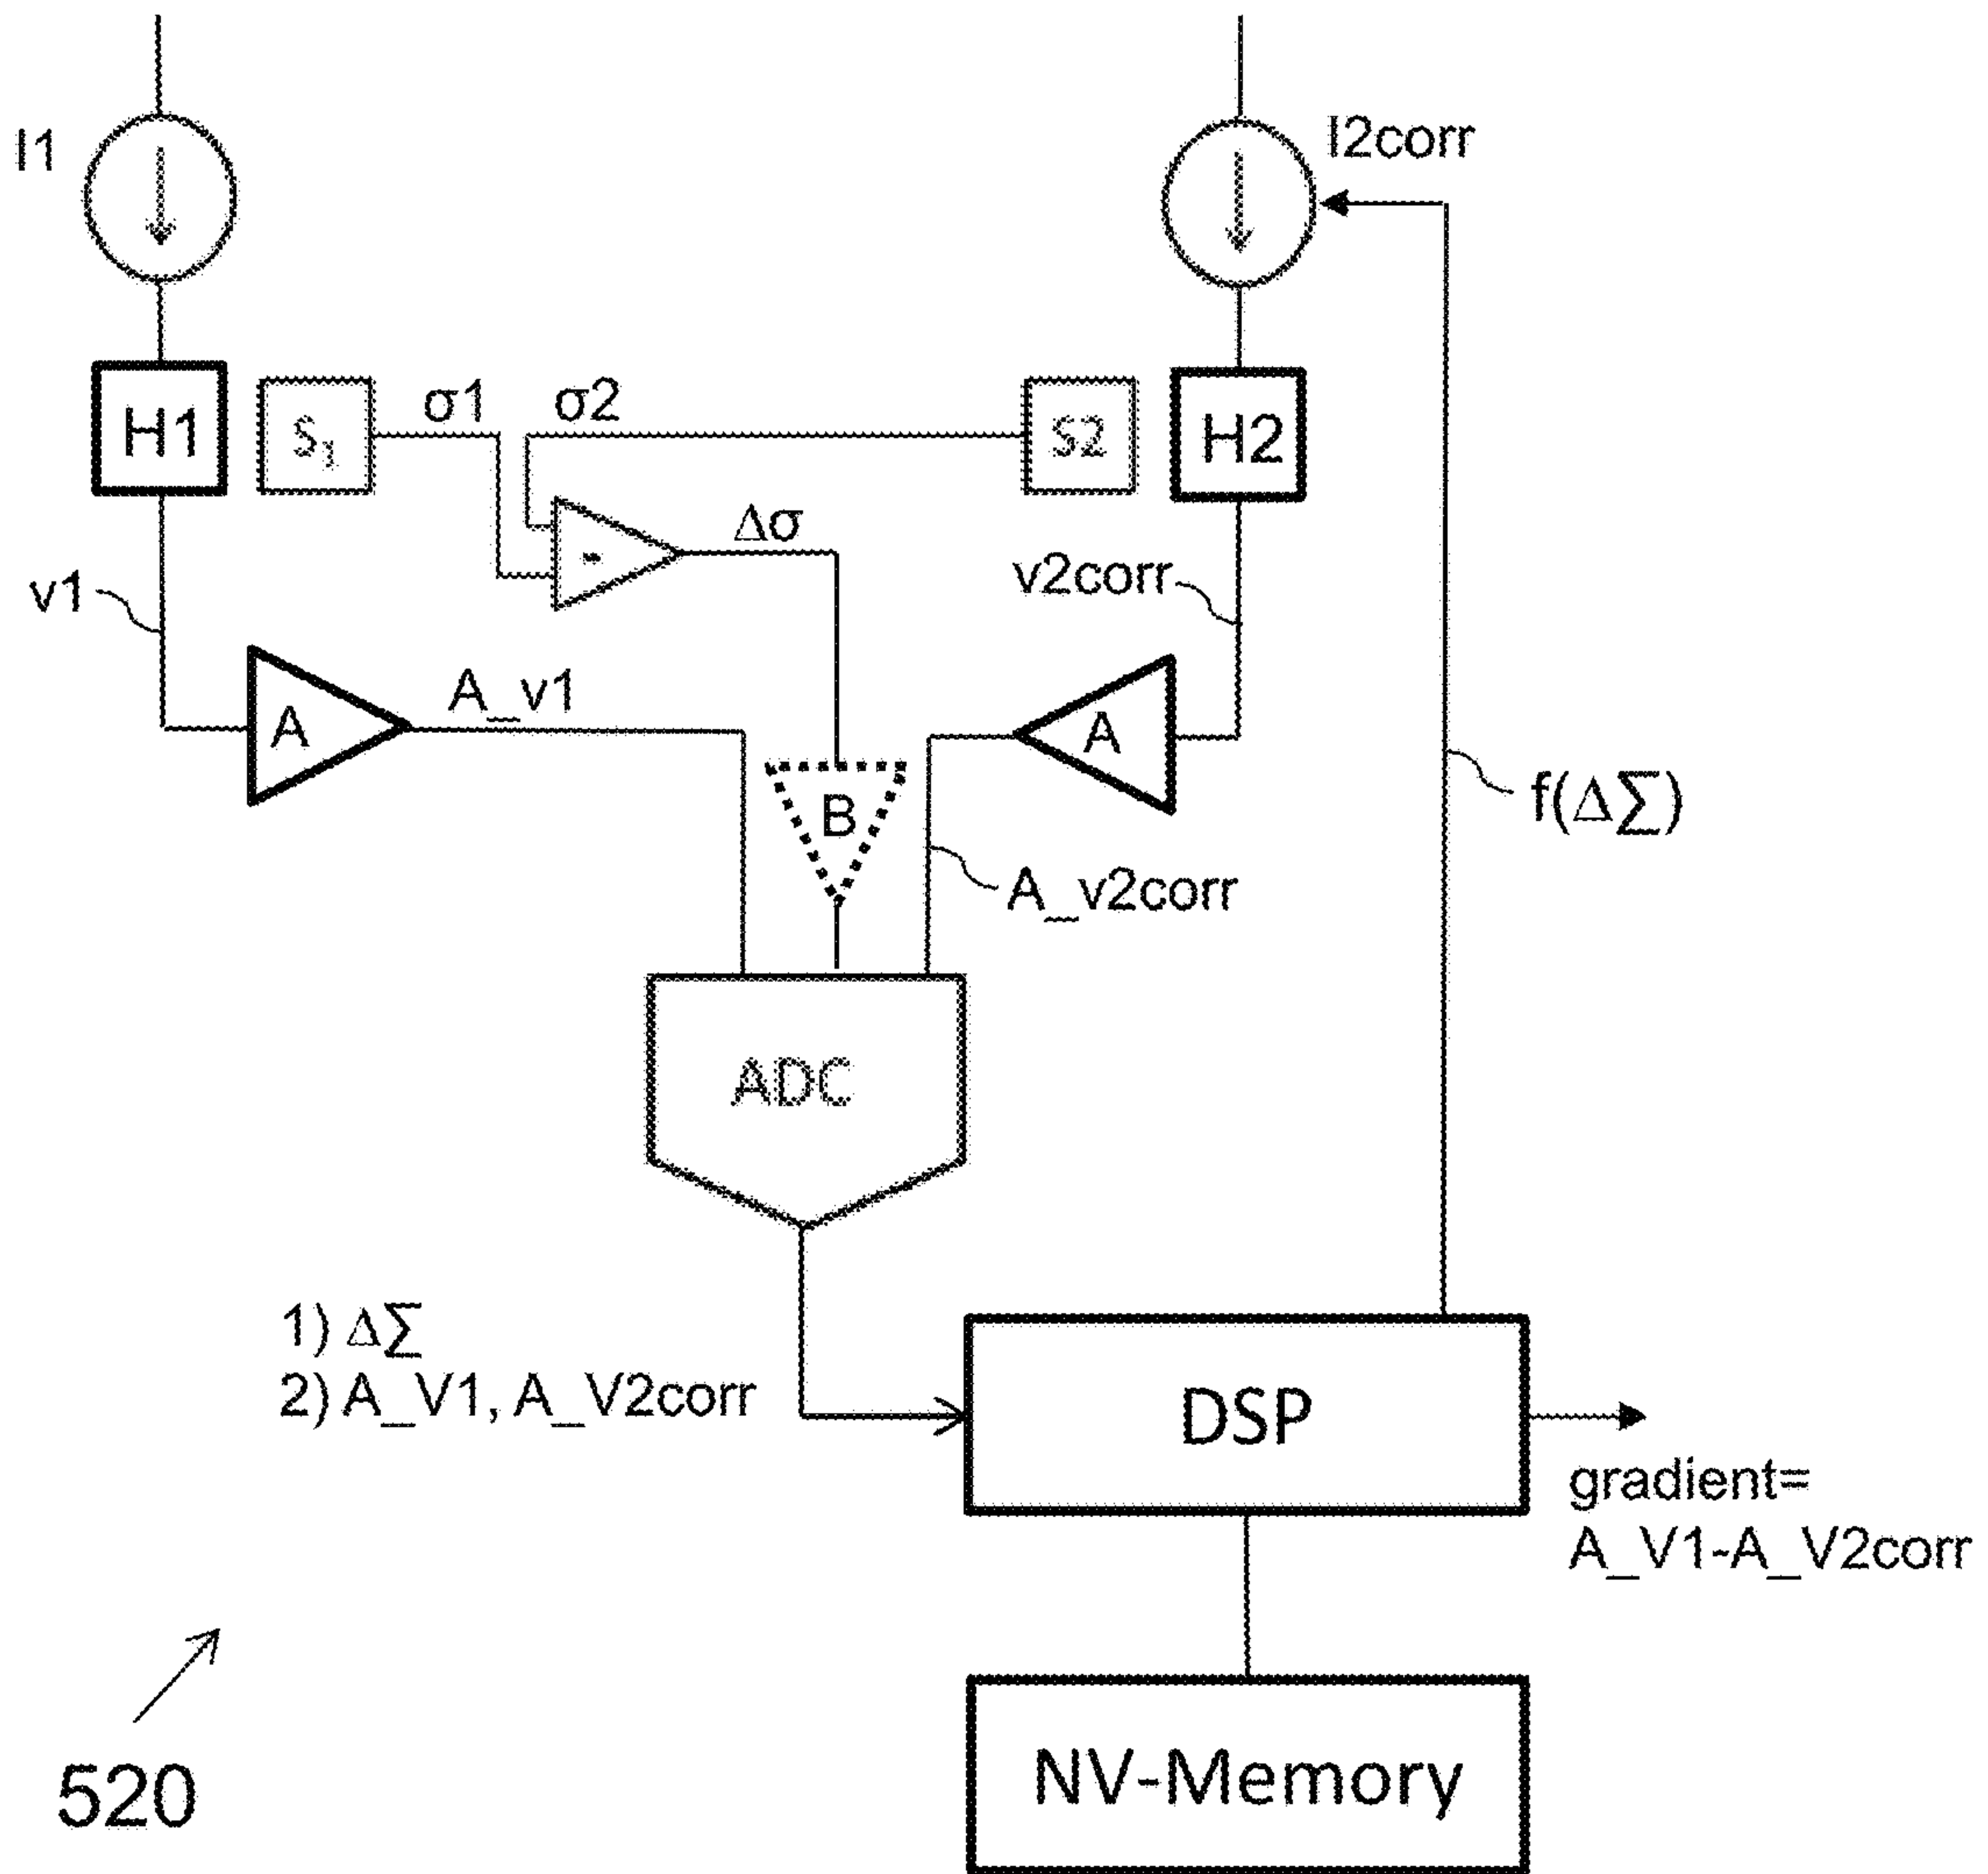 I1
I2corr
H1
S1
σ1
σ2
S2
H2
-
Δσ
v1
v2corr
A
A_v1
A
B
f(Δ∑)
A_v2corr
ADC
1) Δ∑
2) A_V1, A_V2corr
DSP
gradient=
A_V1-A_V2corr
520
NV-Memory